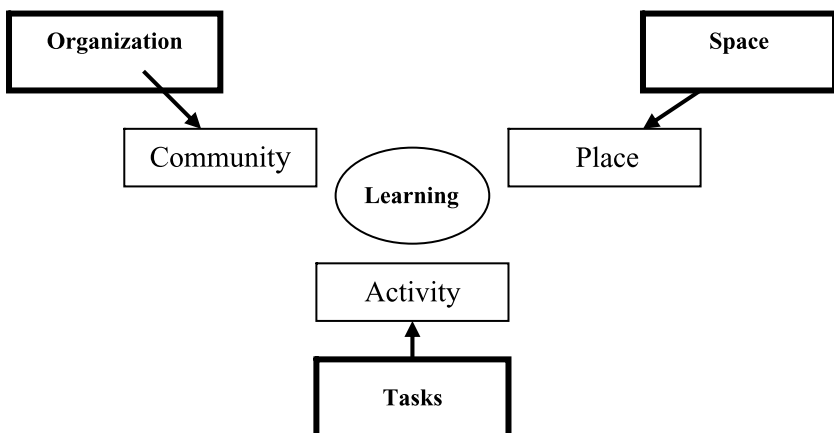 Organization
Space
Community
Place
Learning
Activity
Tasks